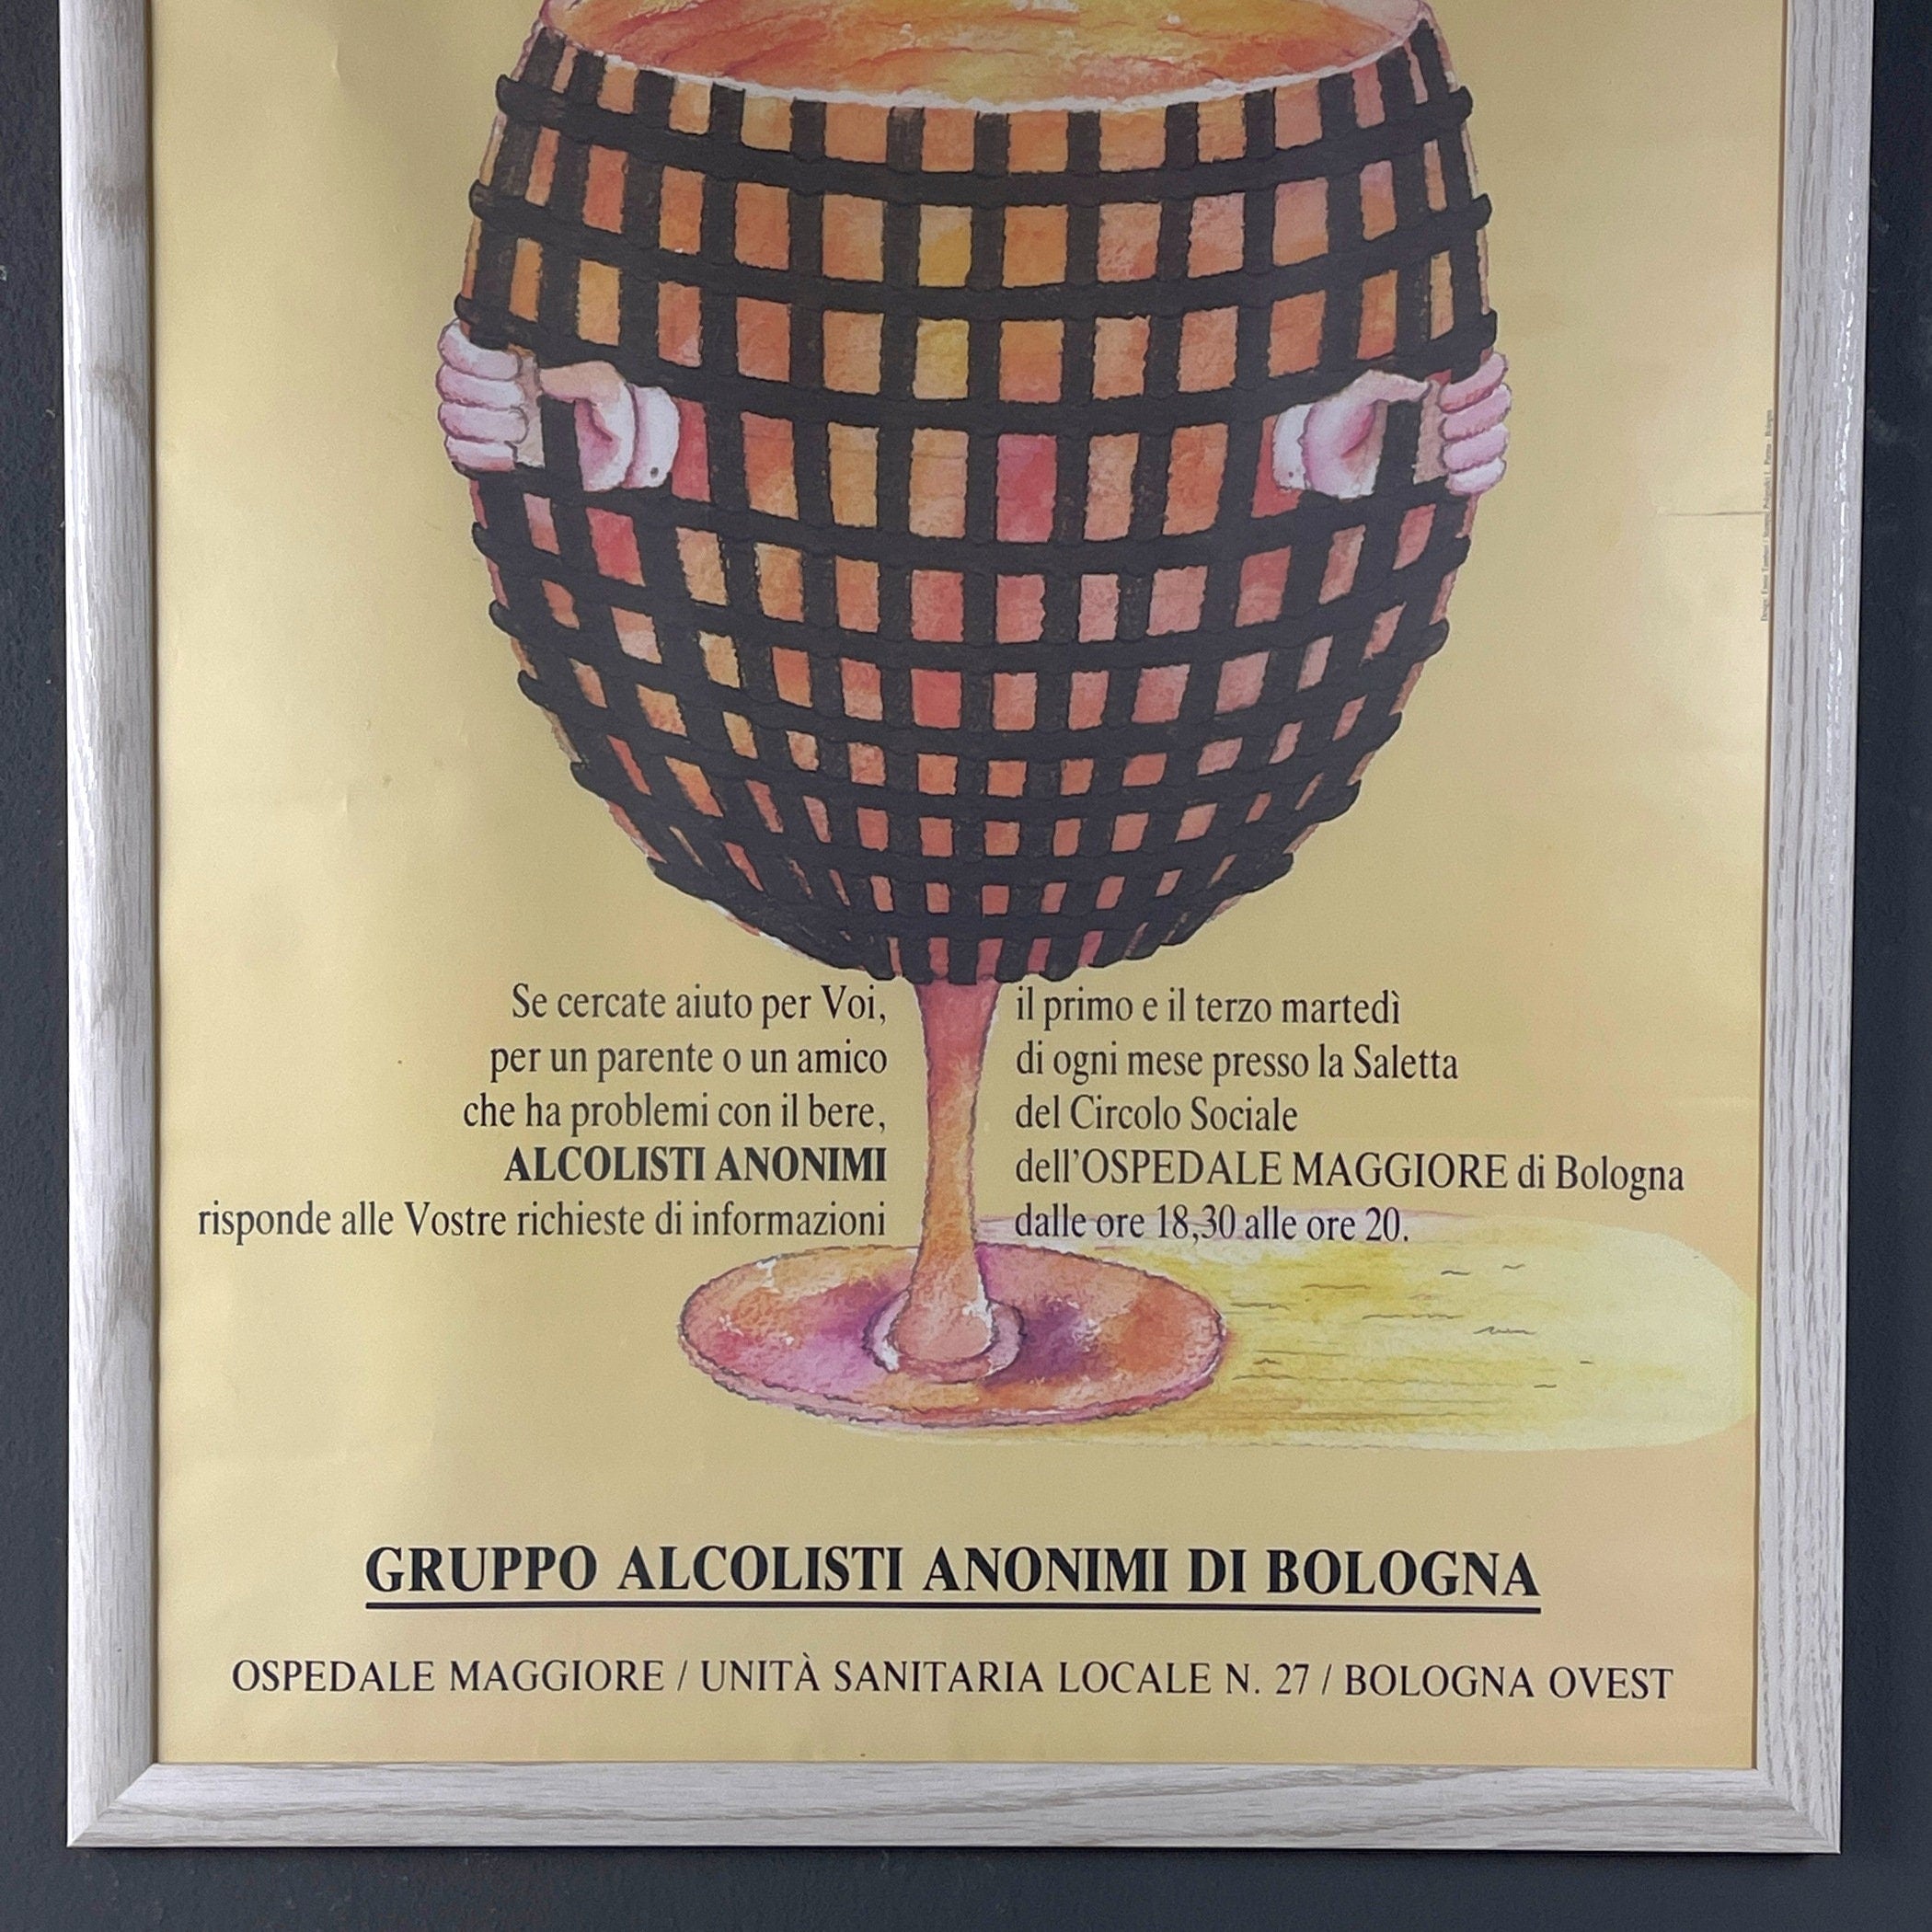 Se cercate aiuto per Voi,
per un parente o un amico
che ha problemi con il bere,
ALCOLISTI ANONIMI
risponde alle Vostre richieste di informazioni
il primo e il terzo martedì
di ogni mese presso la Saletta
del Circolo Sociale
dell'OSPEDALE MAGGIORE di Bologna
dalle ore 18,30 alle ore 20.
GRUPPO ALCOLISTI ANONIMI DI BOLOGNA
OSPEDALE MAGGIORE / UNITÀ SANITARIA LOCALE N. 27 / BOLOGNA OVEST